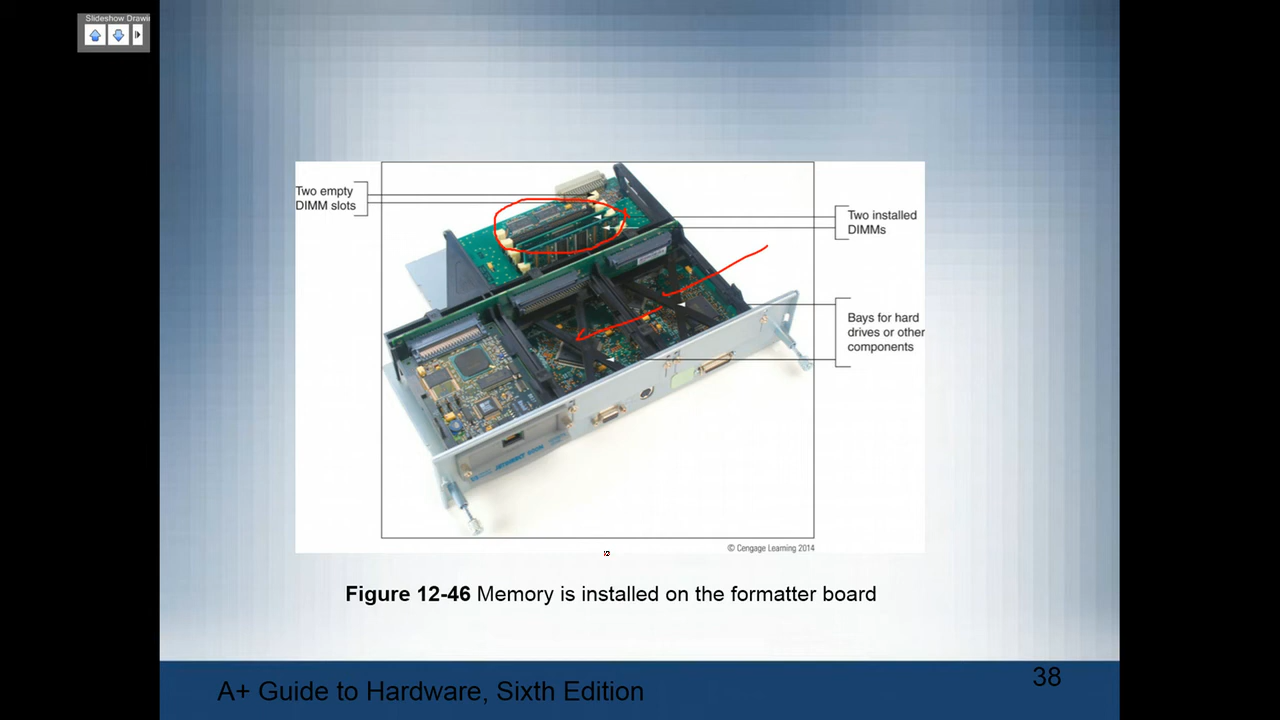 Slideshow Drawi
Two empty
DIMM slots
Two installed
DIMMs
Bays for hard
drives or other
components
© Cengage Learning 2014
Figure 12-46 Memory is installed on the formatter board
38
A+ Guide to Hardware, Sixth Edition